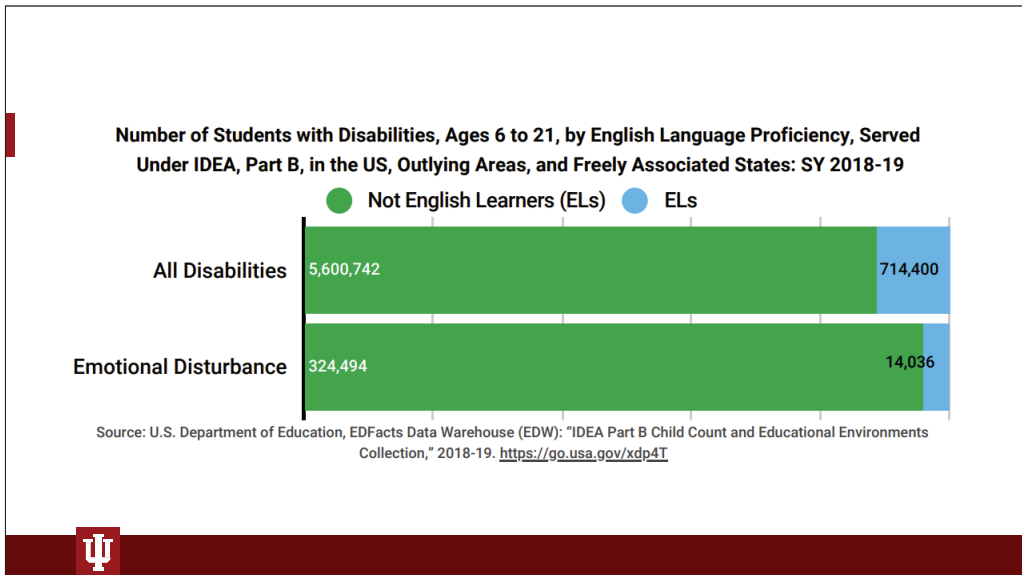 Number of Students with Disabilities, Ages 6 to 21, by English Language Proficiency, Served
Under IDEA, Part B, in the US, Outlying Areas, and Freely Associated States: SY 2018-19
Not English Learners (ELs) ELs
All Disabilities 5,600,742 714,400
Emotional Disturbance 324,494 14,036
Source: U.S. Department of Education, EDFacts Data Warehouse (EDW): “IDEA Part B Child Count and Educational Environments
Collection,” 2018-19. https://go.usa.gov/xdp4T